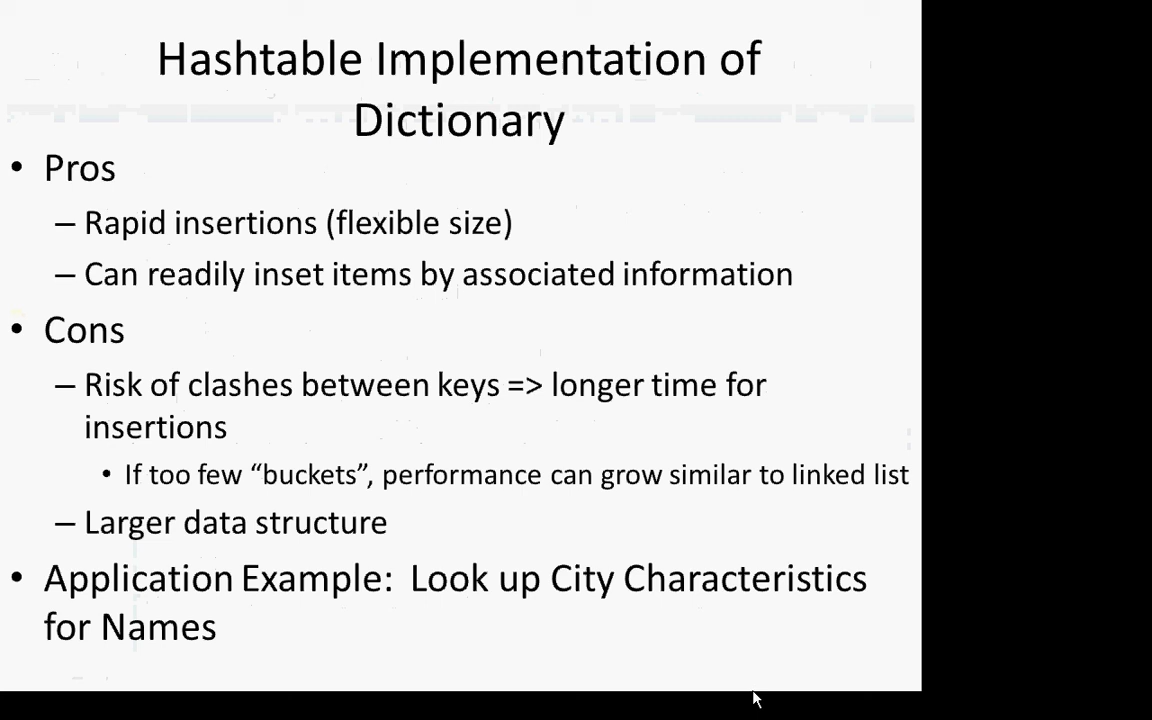 Hashtable Implementation of
Dictionary
• Pros
– Rapid insertions (flexible size)
– Can readily inset items by associated information
• Cons
– Risk of clashes between keys => longer time for
insertions
• If too few “buckets”, performance can grow similar to linked list
– Larger data structure
• Application Example:  Look up City Characteristics
for Names